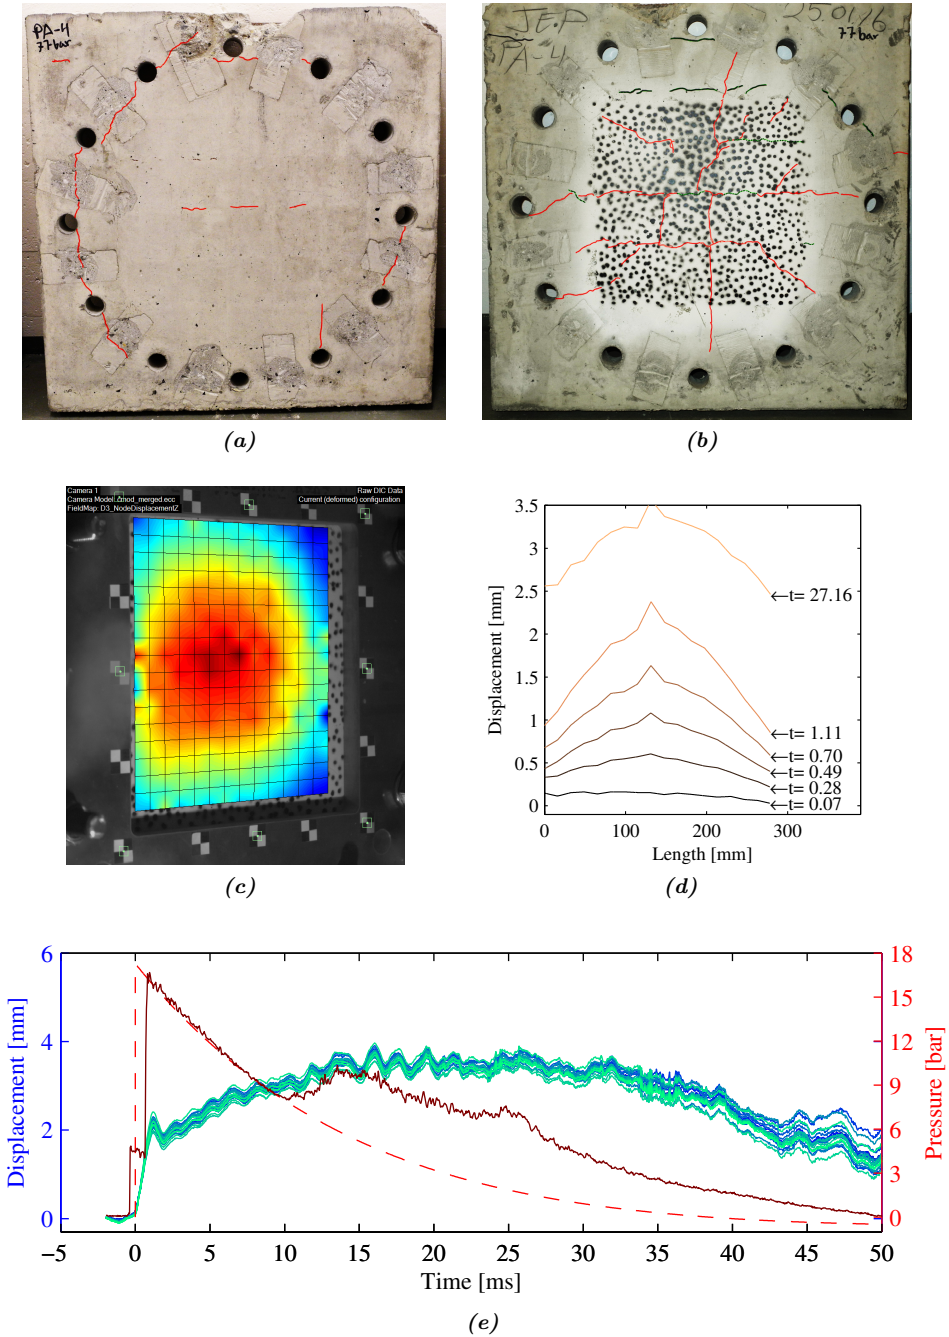 PA-4
77bar
JEP
PA-4
25.01.16
77bar
(a)
(b)
Camera 1
Raw DIC Data
Current (deformed) configuration
FieldMap: D3_NodeDisplacementZ
3.5
3
2.5
2
1.5
1
0.5
0
Displacement [mm]
←t= 27.16
←t= 1.11
←t= 0.70
←t= 0.49
←t= 0.28
←t= 0.07
0 100 200 300
Length [mm]
(c)
(d)
6
4
2
0
Displacement [mm]
18
15
12
9
6
3
0
Pressure [bar]
−5 0 5 10 15 20 25 30 35 40 45 50
Time [ms]
(e)